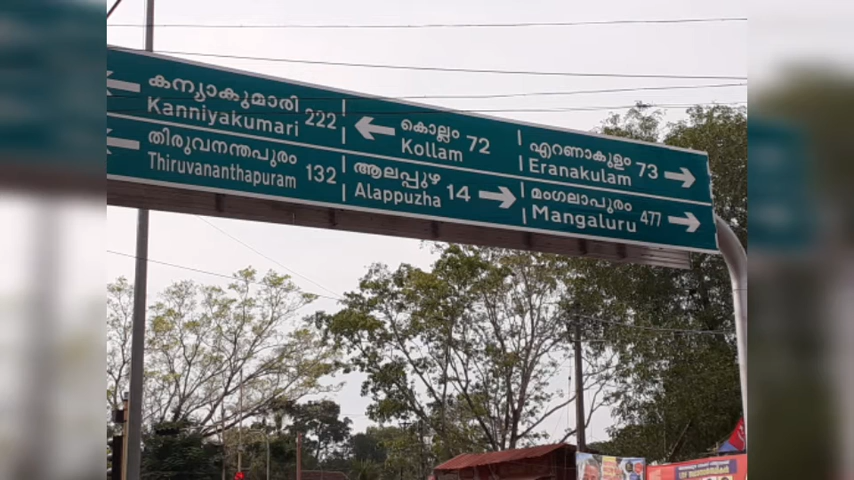 കന്യാകുമാരി
Kanniyakumari 222
തിരുവനന്തപുരം
Thiruvananthapuram 132
കൊല്ലം
Kollam 72
ആലപ്പുഴ
Alappuzha 14
എറണാകുളം
Eranakulam 73
മംഗലാപുരം
Mangaluru 477